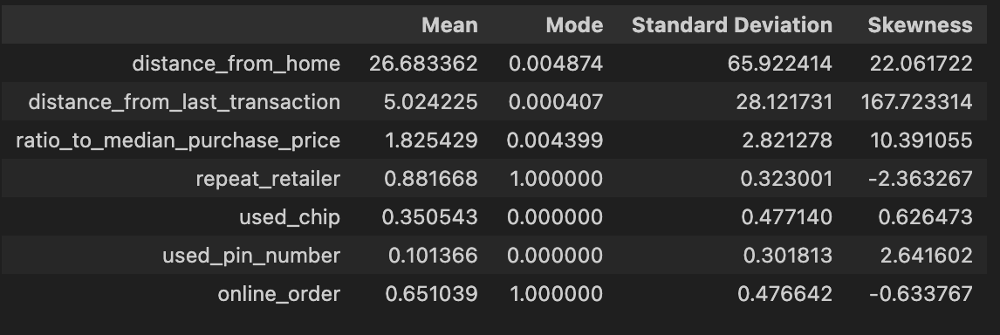 Mean Mode Standard Deviation Skewness
distance_from_home 26.683362 0.004874 65.922414 22.061722
distance_from_last_transaction 5.024225 0.000407 28.121731 167.723314
ratio_to_median_purchase_price 1.825429 0.004399 2.821278 10.391055
repeat_retailer 0.881668 1.000000 0.323001 -2.363267
used_chip 0.350543 0.000000 0.477140 0.626473
used_pin_number 0.101366 0.000000 0.301813 2.641602
online_order 0.651039 1.000000 0.476642 -0.633767